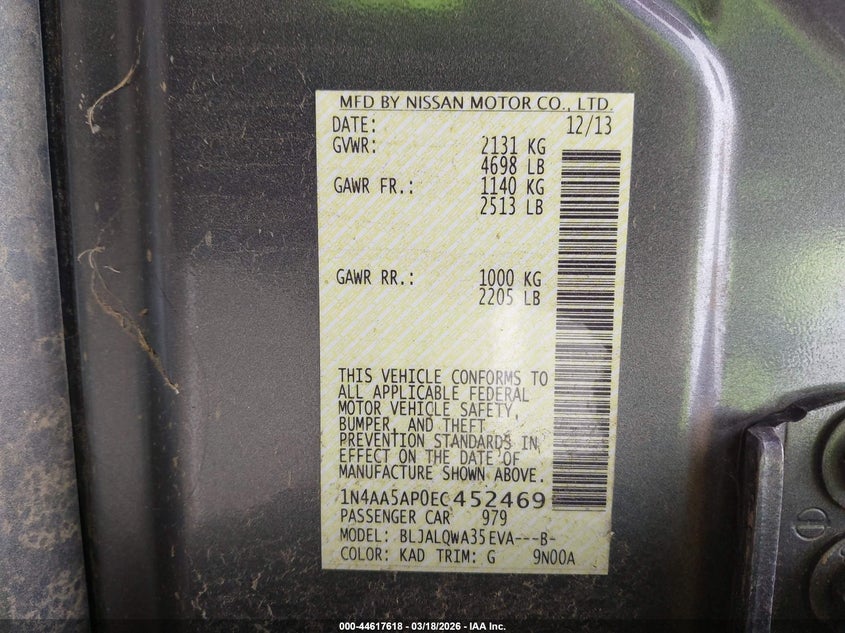 MFD BY NISSAN MOTOR CO., LTD.
DATE: 12/13
GVWR: 2131 KG
4698 LB
GAWR FR.: 1140 KG
2513 LB
GAWR RR.: 1000 KG
2205 LB
THIS VEHICLE CONFORMS TO
ALL APPLICABLE FEDERAL
MOTOR VEHICLE SAFETY,
BUMPER, AND THEFT
PREVENTION STANDARDS IN
EFFECT ON THE DATE OF
MANUFACTURE SHOWN ABOVE.
1N4AA5AP0EC452469
PASSENGER CAR 979
MODEL: BLJALQWA35EVA---B-
COLOR: KAD TRIM: G 9N00A
000-44617618 - 03/18/2026 - IAA Inc.